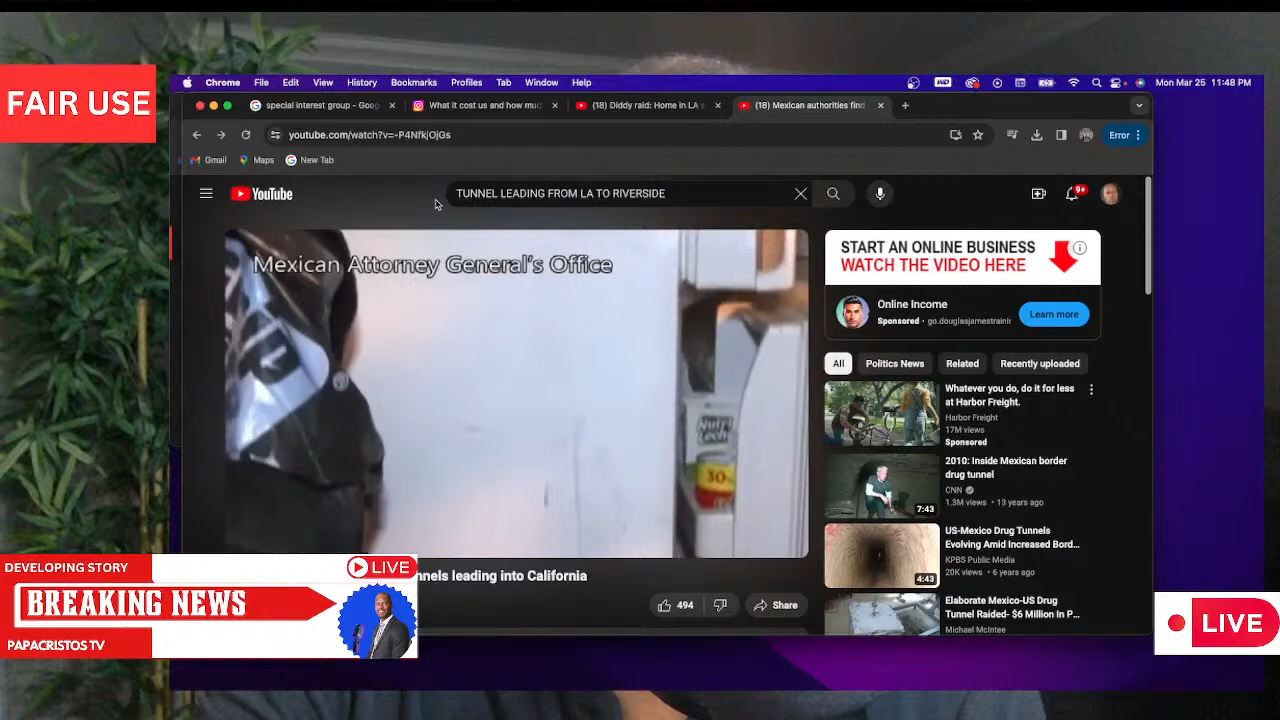 FAIR USE
Chrome File Edit View History Bookmarks Profiles Tab Window Help
WD
Mon Mar 25 11:48 PM
special interest group - Goog
What it cost us and how muc
(18) Diddy raid: Home in LA s
(18) Mexican authorities find
youtube.com/watch?v=-P4NfkjOjGs
Error
Gmail Maps New Tab
YouTube
TUNNEL LEADING FROM LA TO RIVERSIDE
9+
Mexican Attorney General's Office
30
START AN ONLINE BUSINESS
WATCH THE VIDEO HERE
Online Income
Sponsored · go.douglasjamestrainin
Learn more
All Politics News Related Recently uploaded
Whatever you do, do it for less
at Harbor Freight.
Harbor Freight
17M views
Sponsored
2010: Inside Mexican border
drug tunnel
CNN
1.3M views · 13 years ago
7:43
US-Mexico Drug Tunnels
Evolving Amid Increased Bord...
KPBS Public Media
20K views · 6 years ago
4:43
Elaborate Mexico-US Drug
Tunnel Raided- $6 Million In P...
Michael McIntee
nnels leading into California
494
Share
DEVELOPING STORY
LIVE
BREAKING NEWS
PAPACRISTOS TV
LIVE